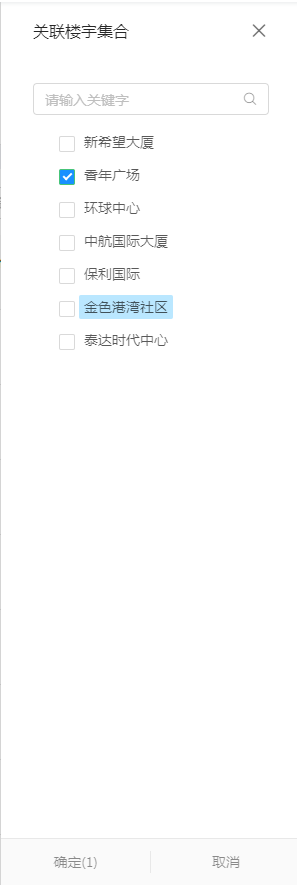 关联楼宇集合
请输入关键字
新希望大厦
香年广场
环球中心
中航国际大厦
保利国际
金色港湾社区
泰达时代中心
确定(1)
取消